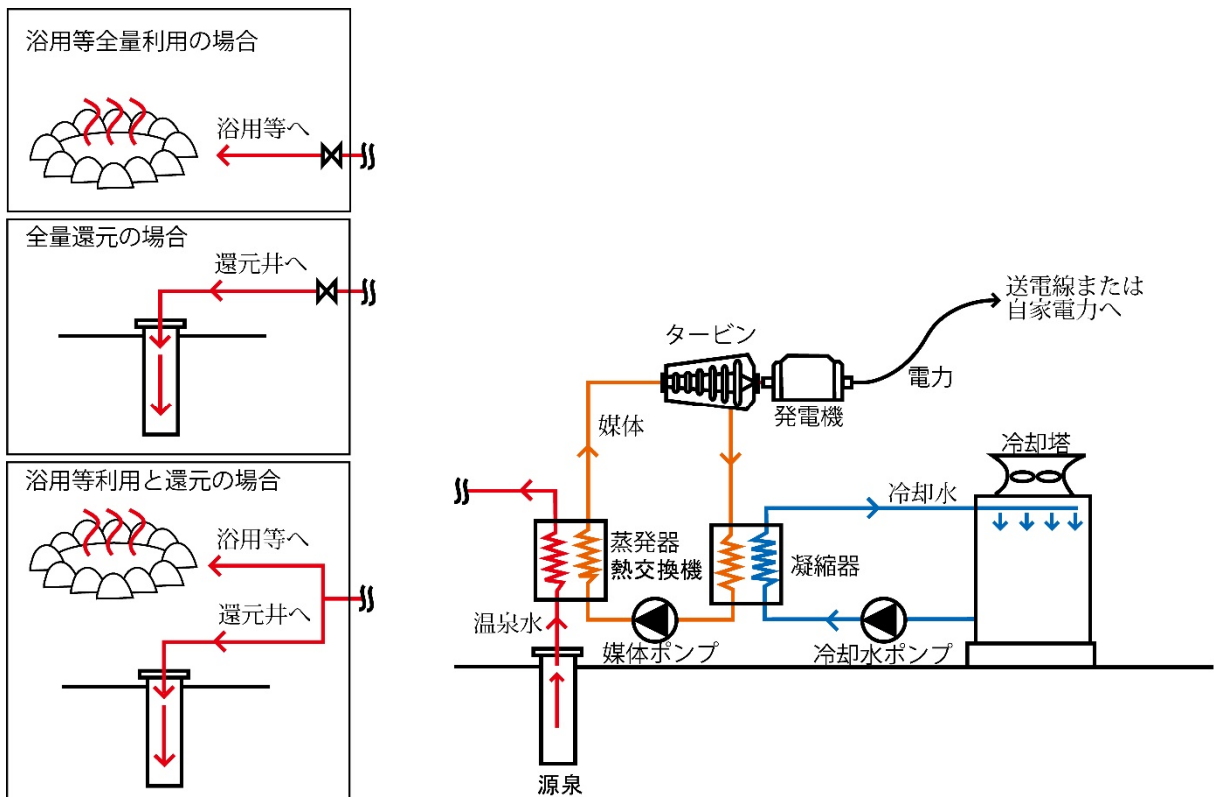 浴用等全量利用の場合
浴用等へ
全量還元の場合
還元井へ
浴用等利用と還元の場合
浴用等へ
還元井へ
送電線または
自家電力へ
タービン
電力
発電機
媒体
冷却塔
冷却水
蒸発器
熱交換機
凝縮器
温泉水
媒体ポンプ
冷却水ポンプ
源泉